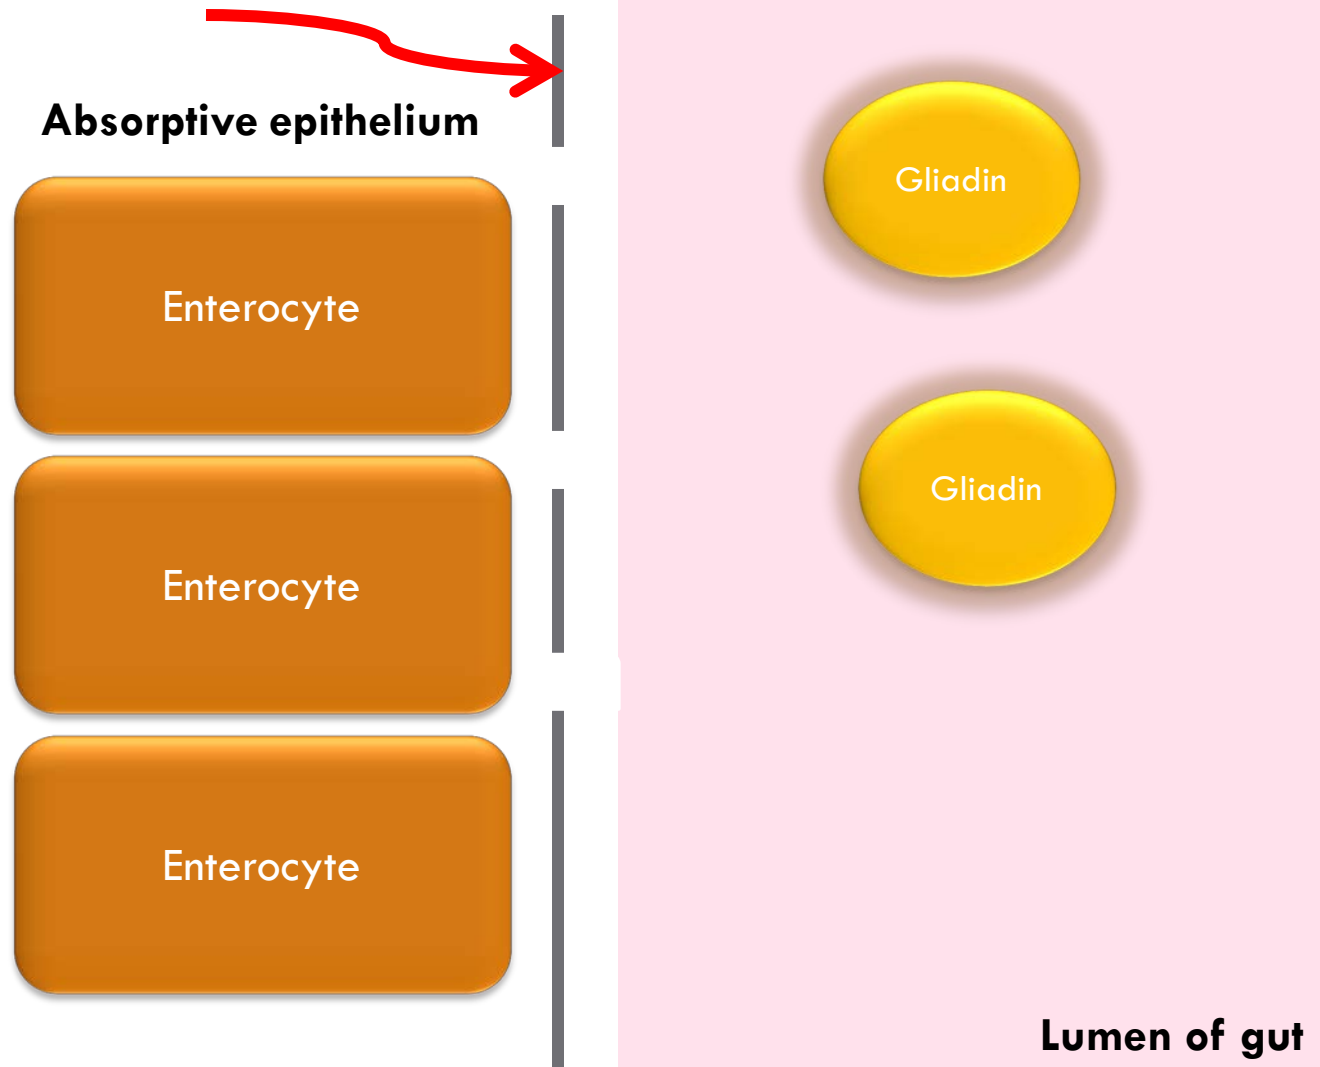 Absorptive epithelium
Gliadin
Enterocyte
Gliadin
Enterocyte
Enterocyte
Lumen of gut